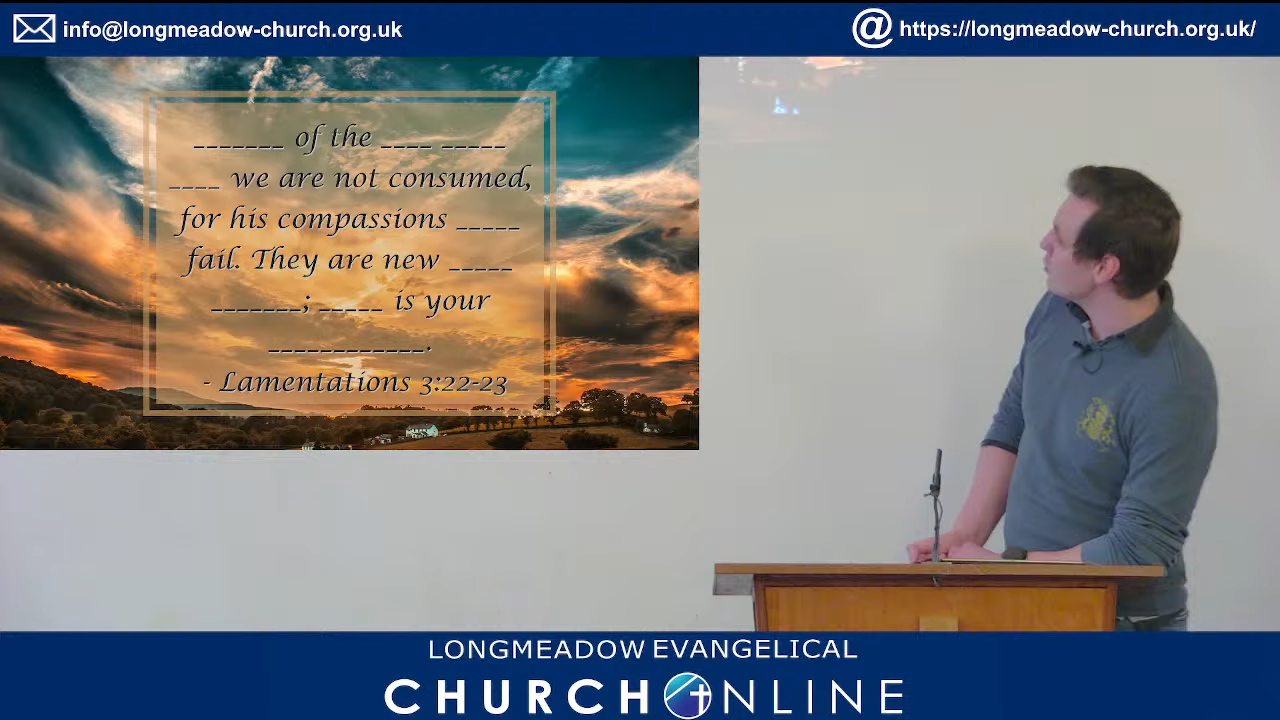 info@longmeadow-church.org.uk
@ https://longmeadow-church.org.uk/
_______ of the ____ _____
____ we are not consumed,
for his compassions _____
fail. They are new _____
_______; _____ is your
____________.
- Lamentations 3:22-23
LONGMEADOW EVANGELICAL
CHURCH ONLINE